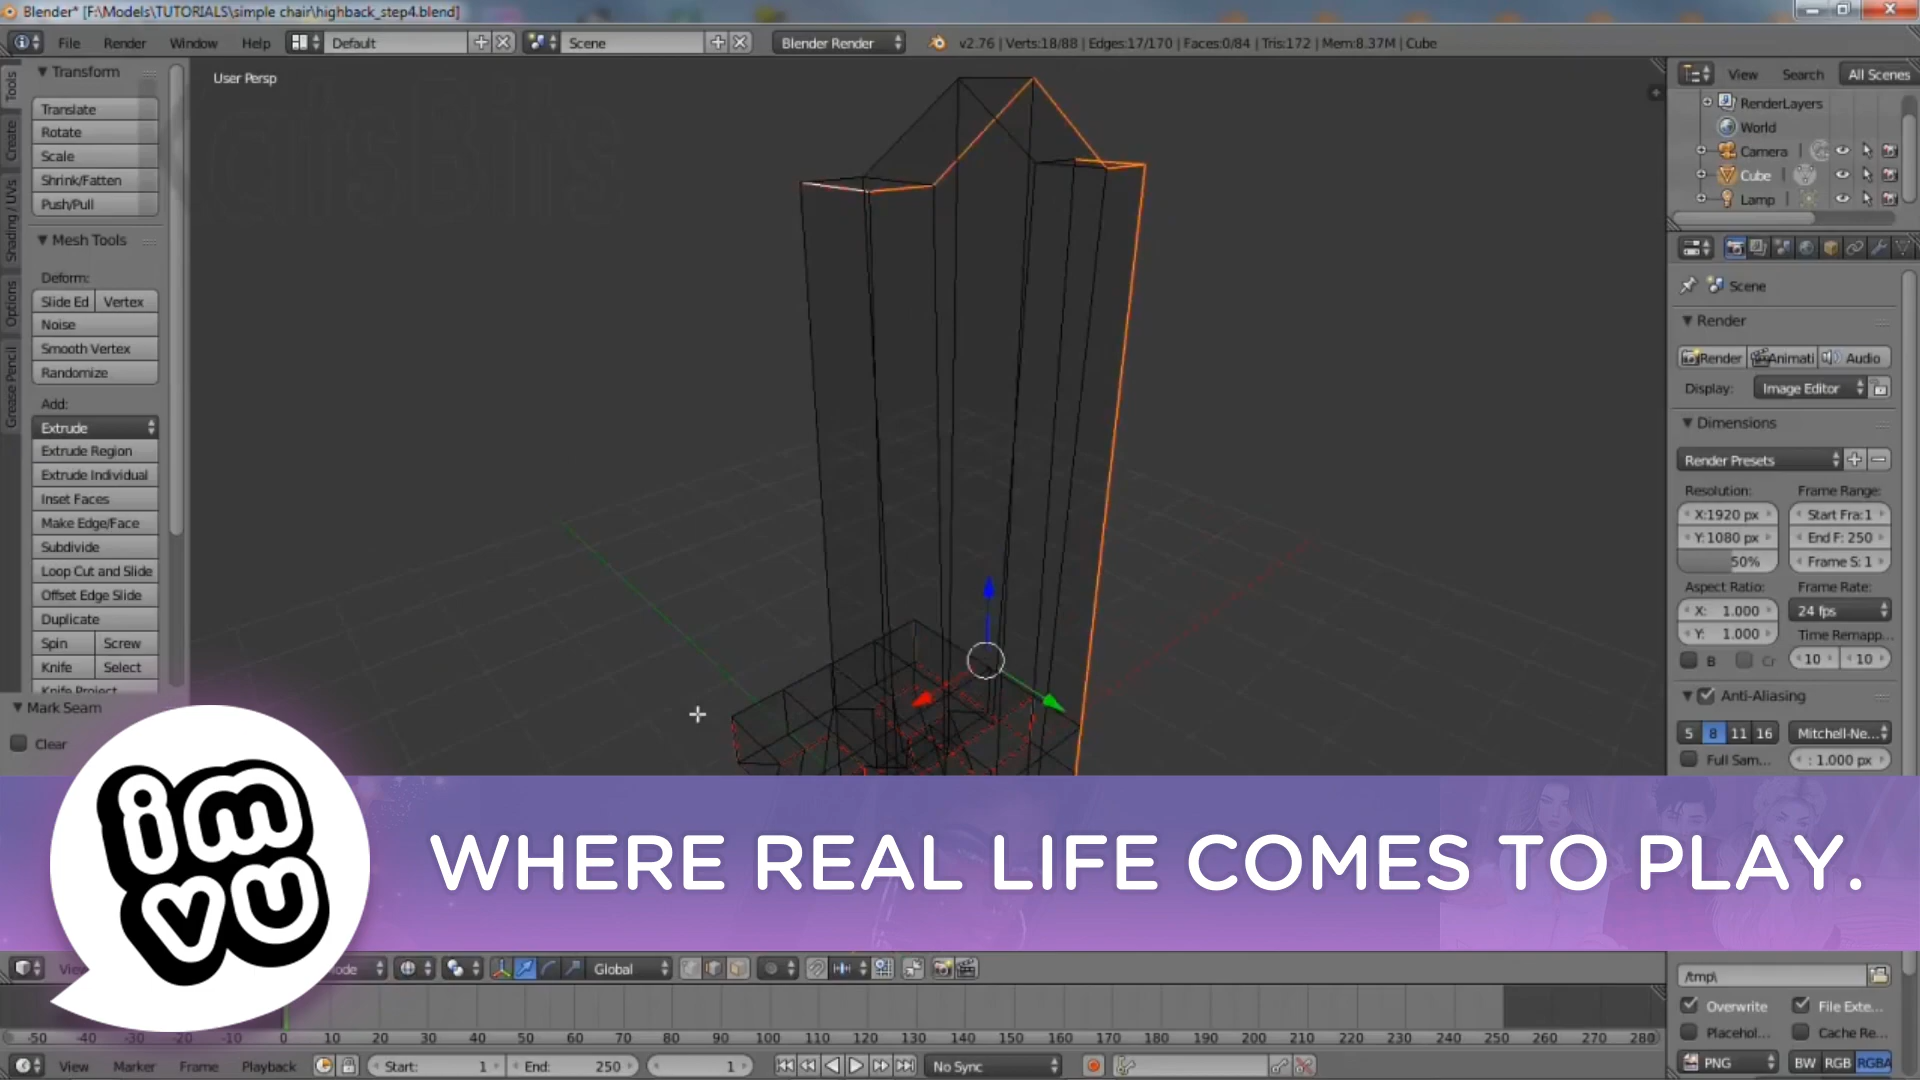 Blender* [F:\Models\TUTORIALS\simple chair\highback_step4.blend]
File Render Window Help Default Scene Blender Render v2.76 | Verts:18/88 | Edges:17/170 | Faces:0/84 | Tris:172 | Mem:8.37M | Cube
Tools
Create
Shading / UVs
Options
Grease Pencil
Transform
Translate
Rotate
Scale
Shrink/Fatten
Push/Pull
Mesh Tools
Deform:
Slide Ed Vertex
Noise
Smooth Vertex
Randomize
Add:
Extrude
Extrude Region
Extrude Individual
Inset Faces
Make Edge/Face
Subdivide
Loop Cut and Slide
Offset Edge Slide
Duplicate
Spin Screw
Knife Select
Knife Project
Mark Seam
Clear
User Persp
View Search All Scenes
RenderLayers
World
Camera
Cube
Lamp
Scene
Render
Render Animati Audio
Display: Image Editor
Dimensions
Render Presets
Resolution: Frame Range:
X:1920 px Start Fra:1
Y:1080 px End F: 250
50% Frame S: 1
Aspect Ratio: Frame Rate:
X: 1.000 24 fps
Y: 1.000 Time Remapp...
B Cr 10 10
Anti-Aliasing
5 8 11 16 Mitchell-Ne...
Full Sam... : 1.000 px
imvu
WHERE REAL LIFE COMES TO PLAY.
Global
/tmp\
Overwrite File Exte...
Placehol... Cache Re...
PNG BW RGB RGBA
-50 -40 -30 -20 -10 0 10 20 30 40 50 60 70 80 90 100 110 120 130 140 150 160 170 180 190 200 210 220 230 240 250 260 270 280
View Marker Frame Playback Start: 1 End: 250 1 No Sync